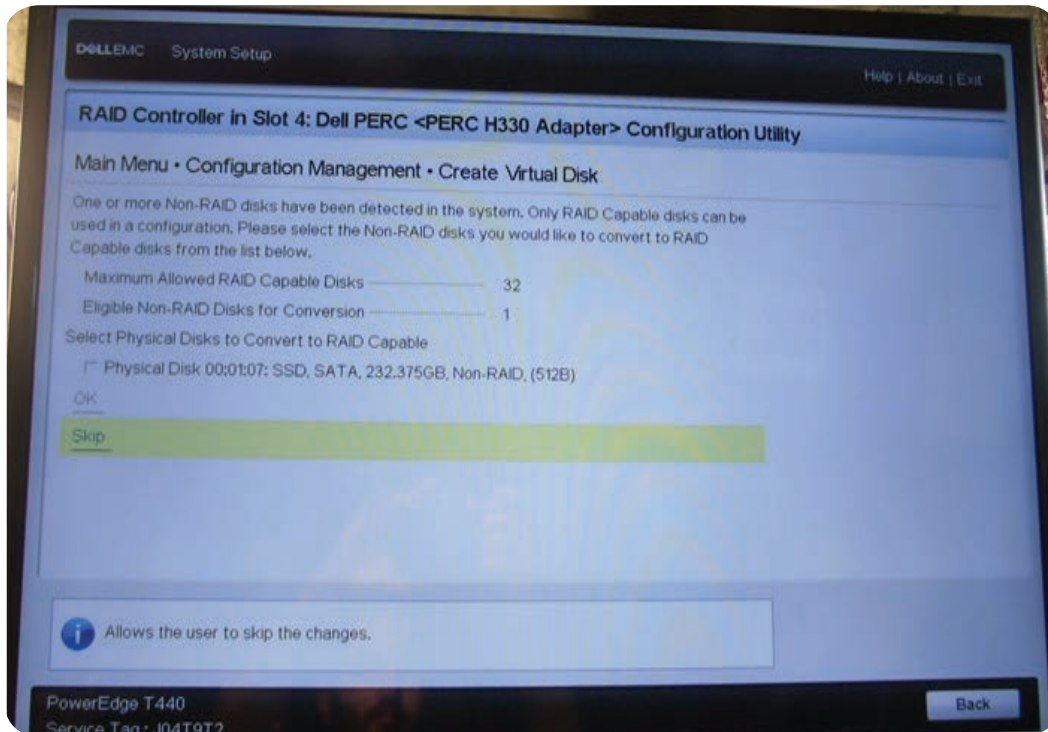 DELLEMC System Setup
Help | About | Exit
RAID Controller in Slot 4: Dell PERC <PERC H330 Adapter> Configuration Utility
Main Menu • Configuration Management • Create Virtual Disk
One or more Non-RAID disks have been detected in the system. Only RAID Capable disks can be
used in a configuration. Please select the Non-RAID disks you would like to convert to RAID
Capable disks from the list below.
Maximum Allowed RAID Capable Disks 32
Eligible Non-RAID Disks for Conversion 1
Select Physical Disks to Convert to RAID Capable
Physical Disk 00:01:07: SSD, SATA, 232.375GB, Non-RAID, (512B)
OK
Skip
Allows the user to skip the changes.
PowerEdge T440
Back
Service Tag: J04T9T2